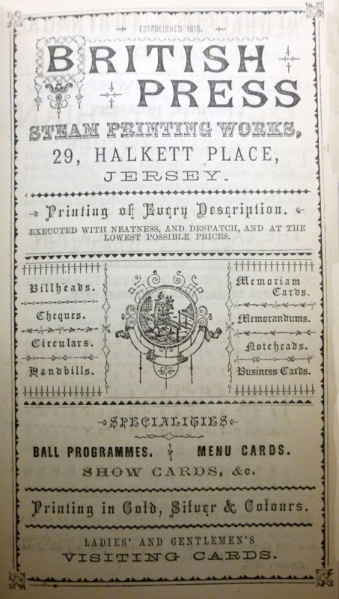 ESTABLISHED 1815.
BRITISH
PRESS
STEAM PRINTING WORKS,
29, HALKETT PLACE,
JERSEY.
Printing of Every Description.
EXECUTED WITH NEATNESS, AND DESPATCH, AND AT THE
LOWEST POSSIBLE PRICES.
Billheads.
Cheques.
Circulars.
Handbills.
Memoriam
Cards.
Memorandums.
Noteheads.
Business Cards.
SPECIALITIES
BALL PROGRAMMES. MENU CARDS.
SHOW CARDS, &c.
Printing in Gold, Silver & Colours.
LADIES' AND GENTLEMEN'S
VISITING CARDS.